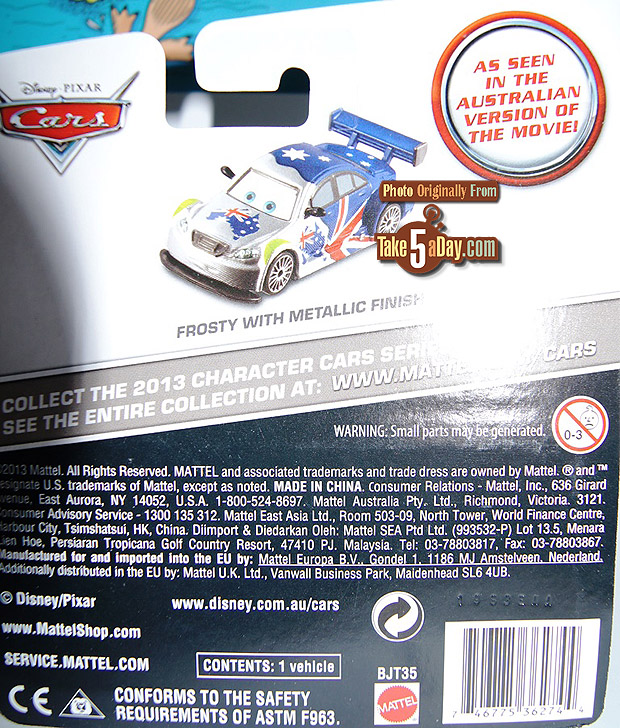 Disney · PIXAR
Cars
AS SEEN
IN THE
AUSTRALIAN
VERSION OF
THE MOVIE!
Photo Originally From
Take 5 aDay.com
FROSTY WITH METALLIC FINISH
COLLECT THE 2013 CHARACTER CARS
SEE THE ENTIRE COLLECTION AT: CARS
WARNING: Small parts may be generated.
0-3
2013 Mattel. All Rights Reserved. MATTEL and associated trademarks and trade dress are owned by Mattel. ® and ™
designate U.S. trademarks of Mattel, except as noted. MADE IN CHINA. Consumer Relations - Mattel, Inc., 636 Girard
Avenue, East Aurora, NY 14052, U.S.A. 1-800-524-8697. Mattel Australia Pty. Ltd., Richmond, Victoria. 3121.
Consumer Advisory Service - 1300 135 312. Mattel East Asia Ltd., Room 503-09, North Tower, World Finance Centre,
Harbour City, Tsimshatsui, HK, China. Diimport & Diedarkan Oleh: Mattel SEA Ptd Ltd. (993532-P) Lot 13.5, Menara
Lien Hoe, Persiaran Tropicana Golf Country Resort, 47410 PJ. Malaysia. Tel: 03-78803817, Fax: 03-78803867.
Manufactured for and imported into the EU by: Mattel Europa B.V., Gondel 1, 1186 MJ Amstelveen, Nederland.
Additionally distributed in the EU by: Mattel U.K. Ltd., Vanwall Business Park, Maidenhead SL6 4UB.
© Disney/Pixar
www.disney.com.au/cars
www.MattelShop.com
SERVICE.MATTEL.COM
CONTENTS: 1 vehicle
BJT35
MATTEL
CE
CONFORMS TO THE SAFETY
REQUIREMENTS OF ASTM F963.
7 46775 36274 4